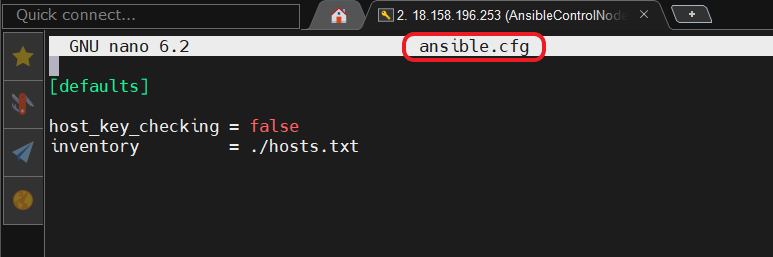 Quick connect...
2. 18.158.196.253 (AnsibleControlNode
GNU nano 6.2 ansible.cfg
[defaults]
host_key_checking = false
inventory = ./hosts.txt